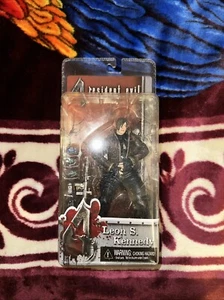 4
resident evil
Leon S.
Kennedy
WARNING:
CHOKING HAZARD